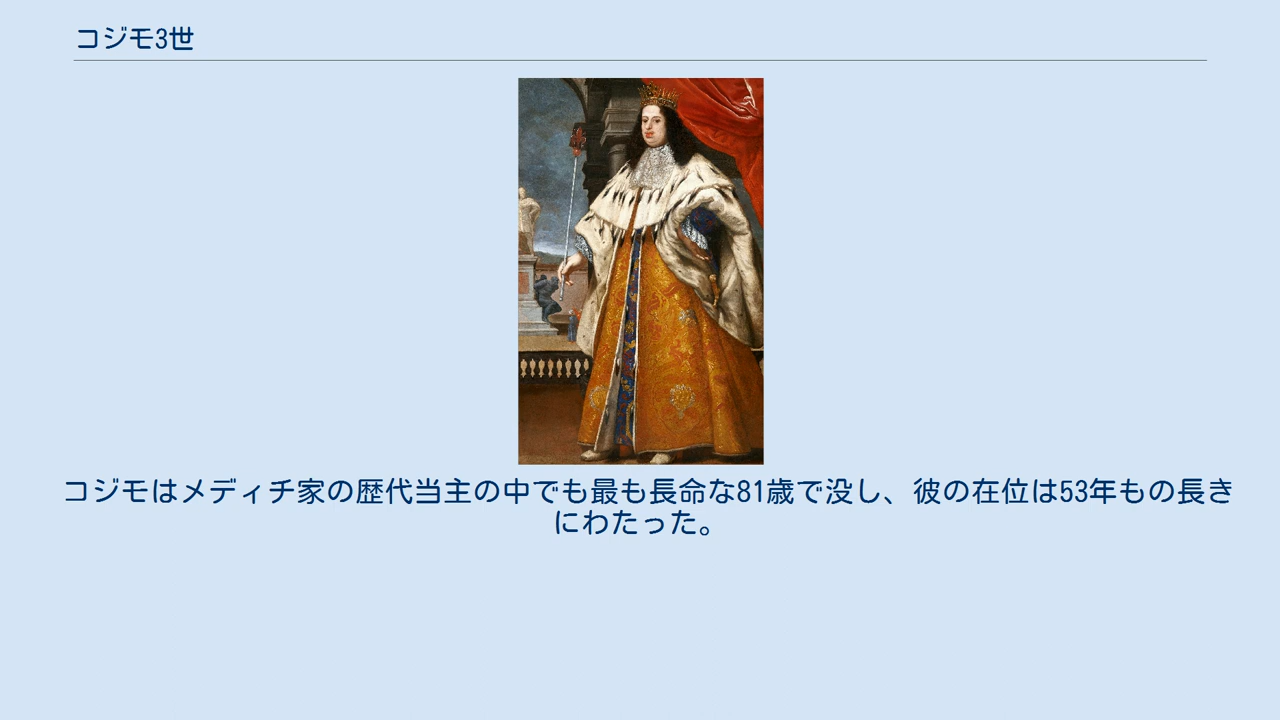 コジモ3世
コジモはメディチ家の歴代当主の中でも最も長命な81歳で没し、彼の在位は53年もの長き
にわたった。